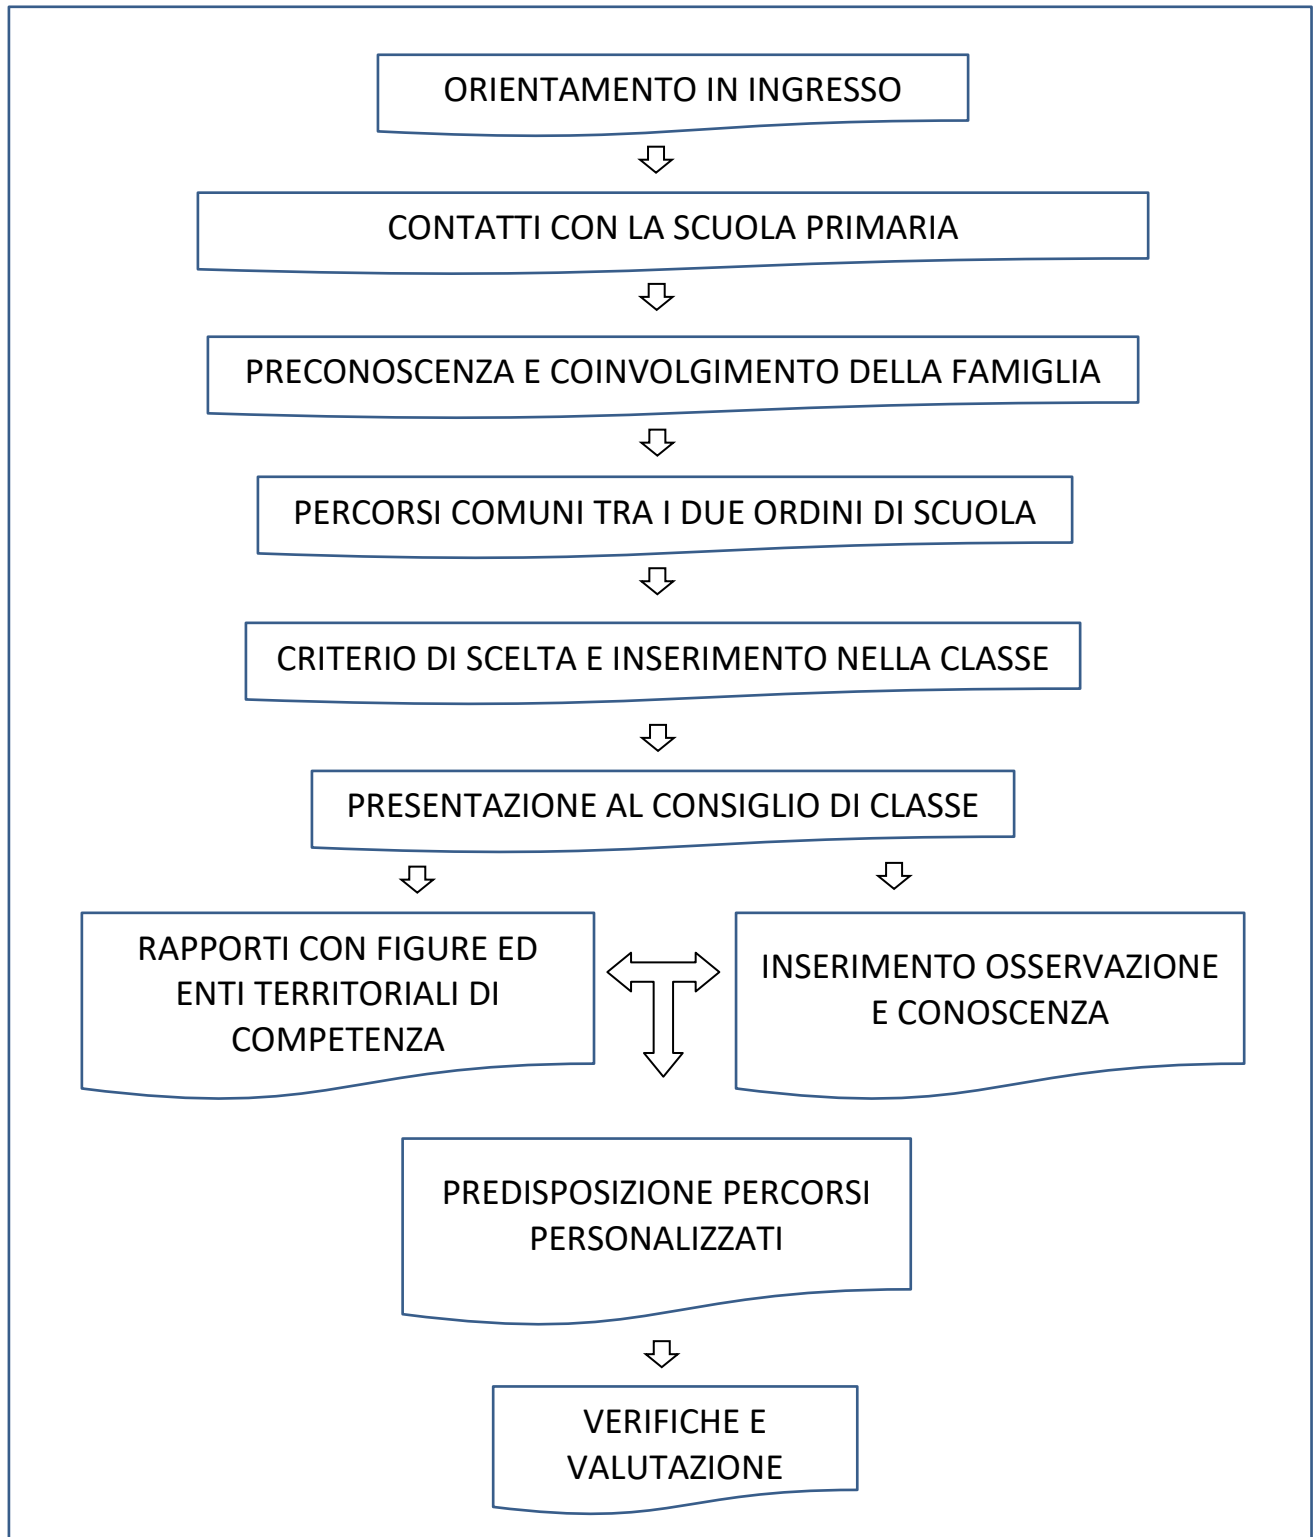 ORIENTAMENTO IN INGRESSO
CONTATTI CON LA SCUOLA PRIMARIA
PRECONOSCENZA E COINVOLGIMENTO DELLA FAMIGLIA
PERCORSI COMUNI TRA I DUE ORDINI DI SCUOLA
CRITERIO DI SCELTA E INSERIMENTO NELLA CLASSE
PRESENTAZIONE AL CONSIGLIO DI CLASSE
RAPPORTI CON FIGURE ED
ENTI TERRITORIALI DI
COMPETENZA
INSERIMENTO OSSERVAZIONE
E CONOSCENZA
PREDISPOSIZIONE PERCORSI
PERSONALIZZATI
VERIFICHE E
VALUTAZIONE